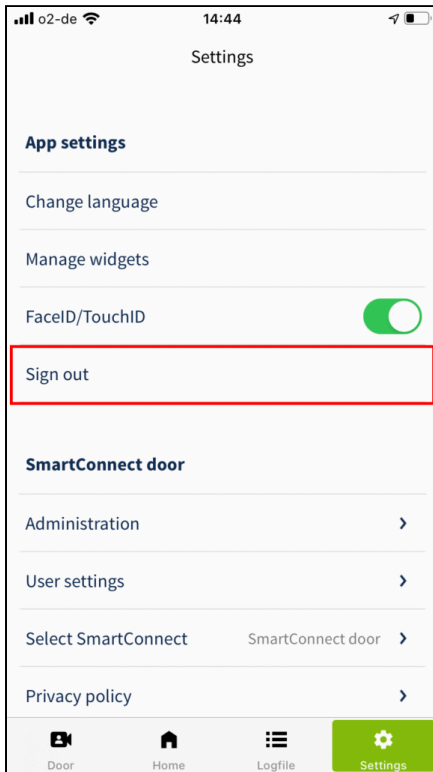 o2-de 14:44
Settings
App settings
Change language
Manage widgets
FaceID/TouchID
Sign out
SmartConnect door
Administration
User settings
Select SmartConnect SmartConnect door
Privacy policy
Door Home Logfile Settings